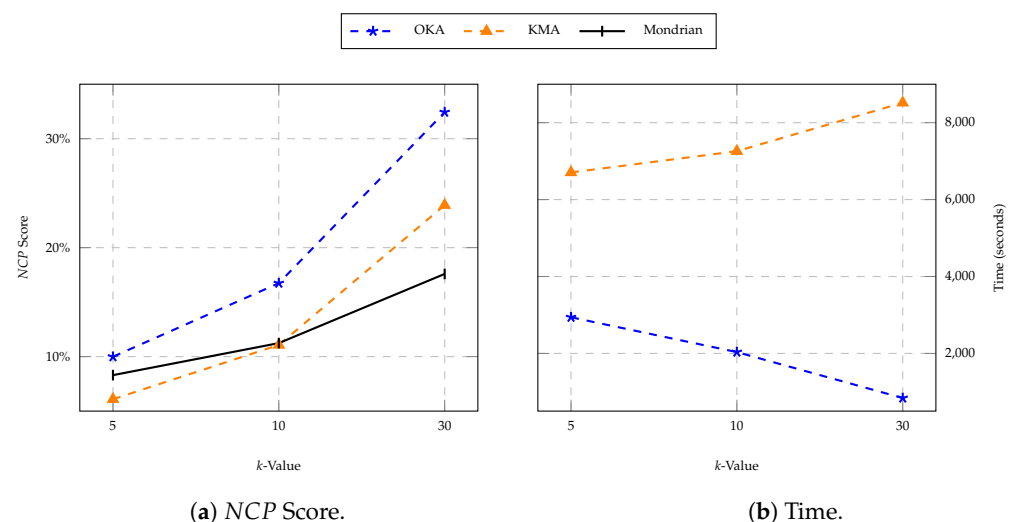 OKA KMA Mondrian
30%
20%
10%
NCP Score
5 10 30
k-Value
(a) NCP Score.
8,000
6,000
4,000
2,000
Time (seconds)
5 10 30
k-Value
(b) Time.